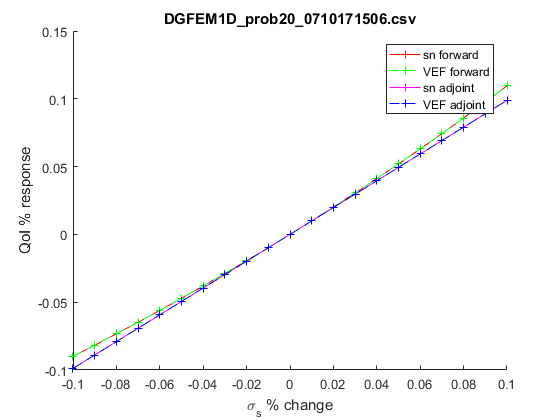 DGFEM1D_prob20_0710171506.csv
0.15
sn forward
VEF forward
sn adjoint
VEF adjoint
0.1
0.05
QoI % response
0
-0.05
-0.1
-0.1 -0.08 -0.06 -0.04 -0.02 0 0.02 0.04 0.06 0.08 0.1
σs % change